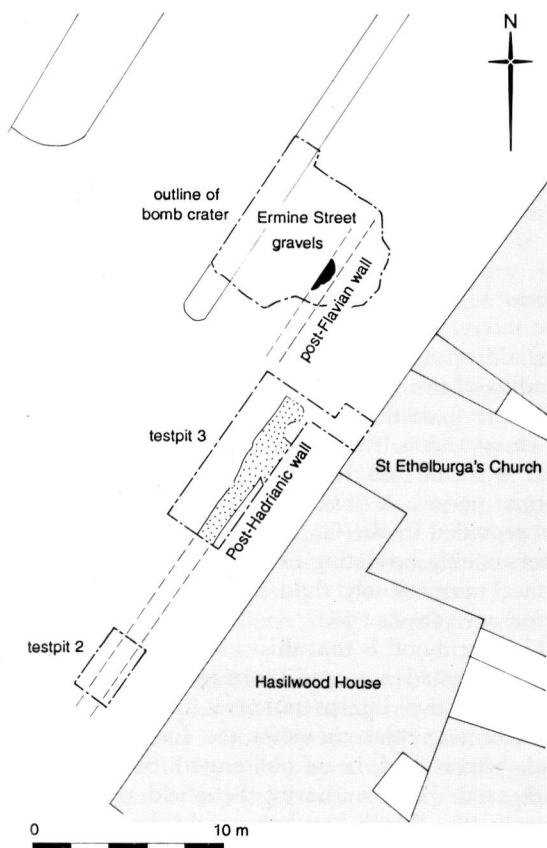 N
outline of
bomb crater
Ermine Street
gravels
post-Flavian wall
testpit 3
St Ethelburga's Church
Post-Hadrianic wall
testpit 2
Hasilwood House
0
10 m